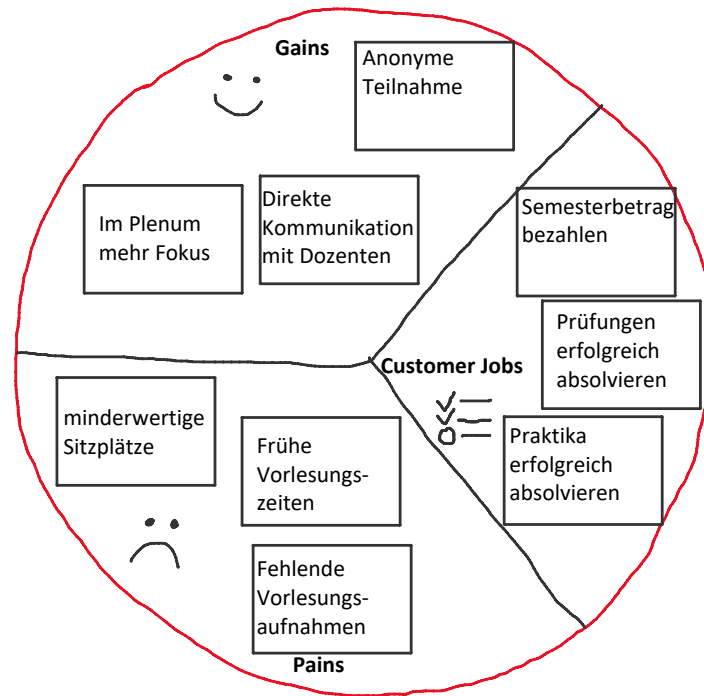 Gains
Anonyme
Teilnahme
Im Plenum
mehr Fokus
Direkte
Kommunikation
mit Dozenten
Semesterbetrag
bezahlen
Prüfungen
erfolgreich
absolvieren
Customer Jobs
Praktika
erfolgreich
absolvieren
minderwertige
Sitzplätze
Frühe
Vorlesungs-
zeiten
Fehlende
Vorlesungs-
aufnahmen
Pains